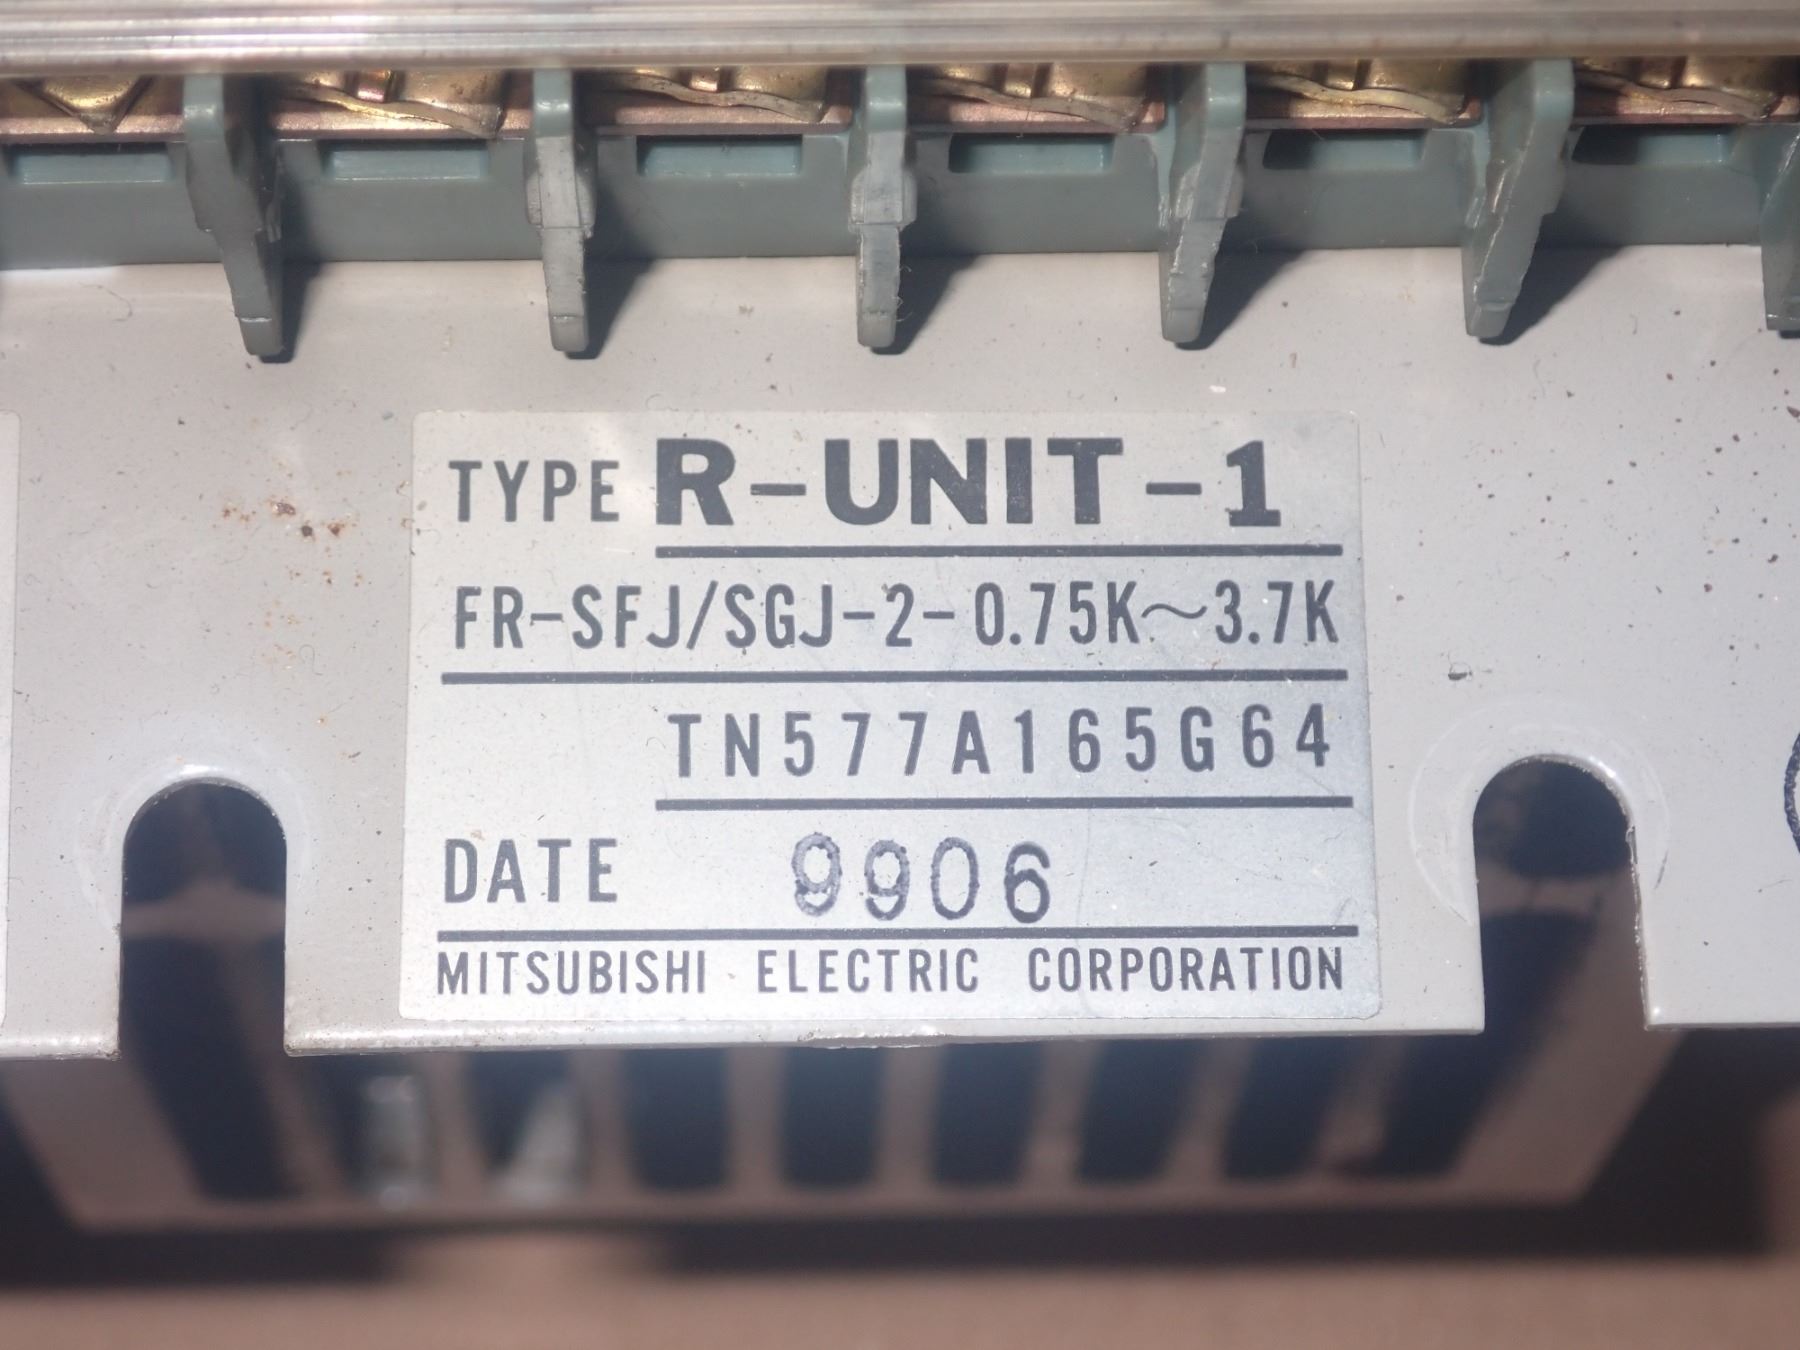 TYPE R-UNIT-1
FR-SFJ/SGJ-2-0.75K～3.7K
TN577A165G64
DATE 9906
MITSUBISHI ELECTRIC CORPORATION